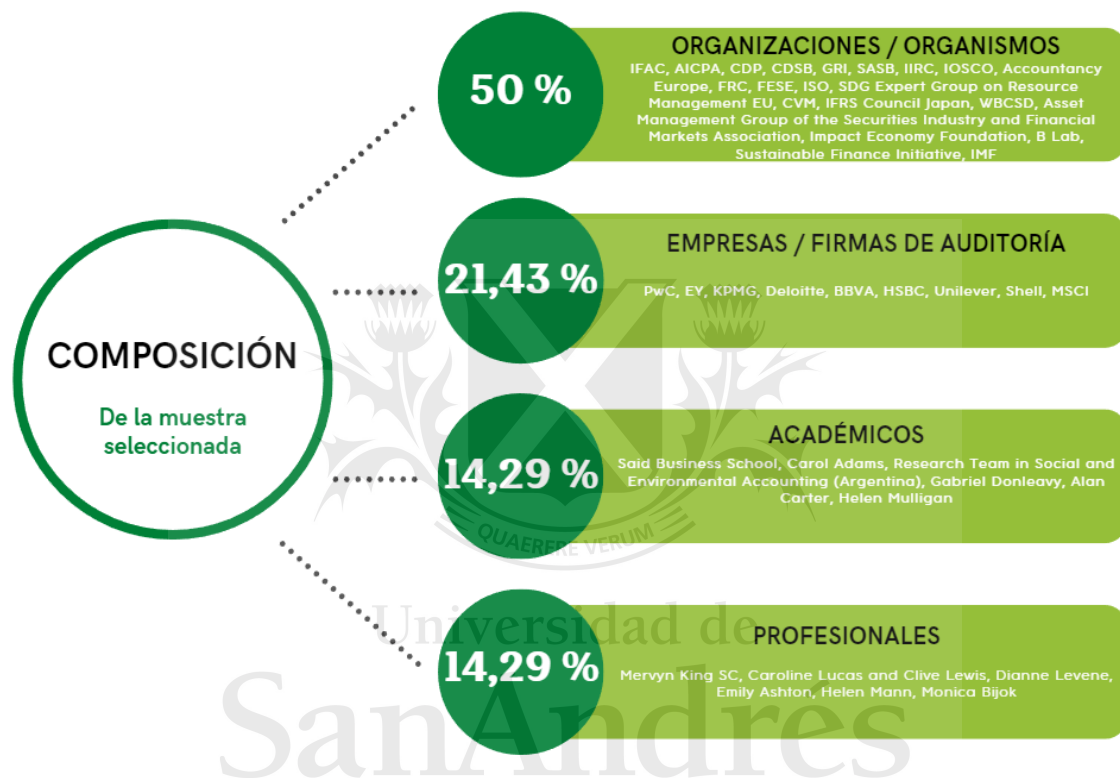 COMPOSICIÓN
De la muestra
seleccionada
50 %
ORGANIZACIONES / ORGANISMOS
IFAC, AICPA, CDP, CDSB, GRI, SASB, IIRC, IOSCO, Accountancy
Europe, FRC, FESE, ISO, SDG Expert Group on Resource
Management EU, CVM, IFRS Council Japan, WBCSD, Asset
Management Group of the Securities Industry and Financial
Markets Association, Impact Economy Foundation, B Lab,
Sustainable Finance Initiative, IMF
21,43 %
EMPRESAS / FIRMAS DE AUDITORÍA
PwC, EY, KPMG, Deloitte, BBVA, HSBC, Unilever, Shell, MSCI
14,29 %
ACADÉMICOS
Said Business School, Carol Adams, Research Team in Social and
Environmental Accounting (Argentina), Gabriel Donleavy, Alan
Carter, Helen Mulligan
14,29 %
PROFESIONALES
Mervyn King SC, Caroline Lucas and Clive Lewis, Dianne Levene,
Emily Ashton, Helen Mann, Monica Bijok
QUAERERE VERUM
Universidad de
SanAndrés